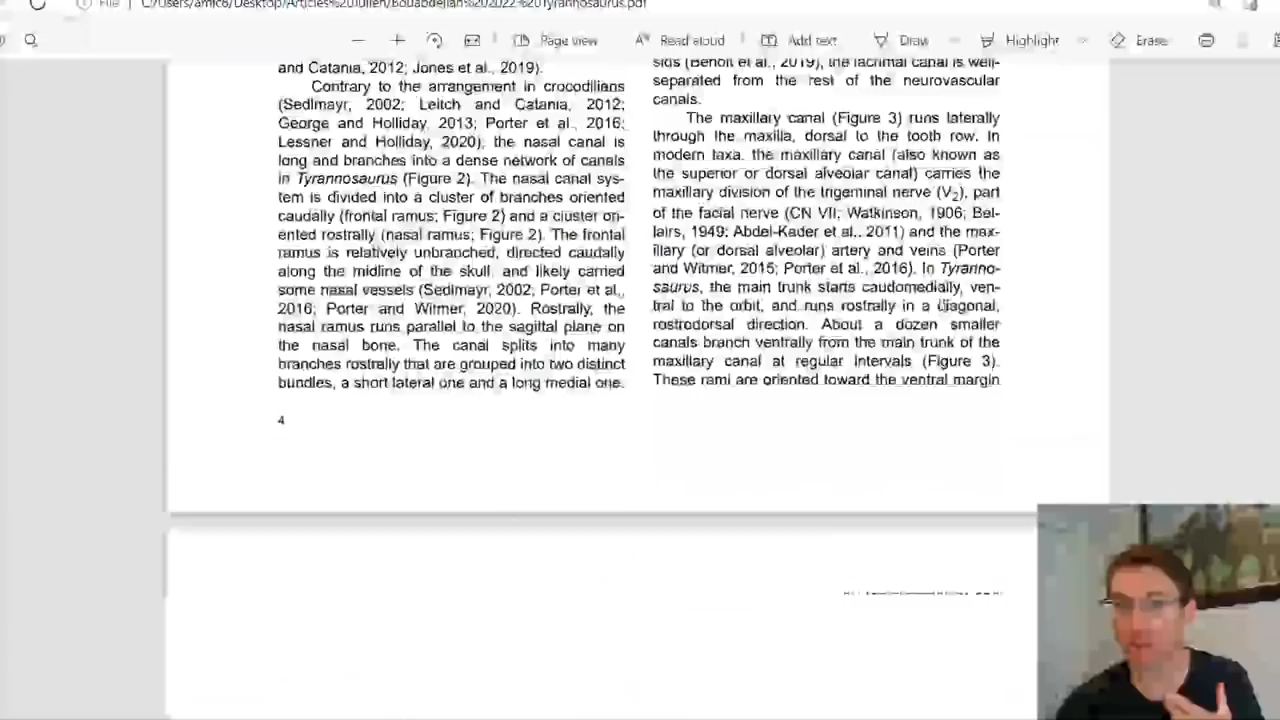 File
C:/Users/amico/Desktop/Articles%20Julien/Bouabdellah%202022%20Tyrannosaurus.pdf
Page view
Read aloud
Add text
Draw
Highlight
Erase
and Catania, 2012; Jones et al., 2019).
Contrary to the arrangement in crocodilians
(Sedlmayr, 2002; Leitch and Catania, 2012;
George and Holliday, 2013; Porter et al., 2016;
Lessner and Holliday, 2020), the nasal canal is
long and branches into a dense network of canals
in Tyrannosaurus (Figure 2). The nasal canal sys-
tem is divided into a cluster of branches oriented
caudally (frontal ramus; Figure 2) and a cluster ori-
ented rostrally (nasal ramus; Figure 2). The frontal
ramus is relatively unbranched, directed caudally
along the midline of the skull, and likely carried
some nasal vessels (Sedlmayr, 2002; Porter et al.,
2016; Porter and Witmer, 2020). Rostrally, the
nasal ramus runs parallel to the sagittal plane on
the nasal bone. The canal splits into many
branches rostrally that are grouped into two distinct
bundles, a short lateral one and a long medial one.
4
sids (Benoit et al., 2019), the lacrimal canal is well-
separated from the rest of the neurovascular
canals.
The maxillary canal (Figure 3) runs laterally
through the maxilla, dorsal to the tooth row. In
modern taxa, the maxillary canal (also known as
the superior or dorsal alveolar canal) carries the
maxillary division of the trigeminal nerve (V2), part
of the facial nerve (CN VII; Watkinson, 1906; Bel-
lairs, 1949; Abdel-Kader et al., 2011) and the max-
illary (or dorsal alveolar) artery and veins (Porter
and Witmer, 2015; Porter et al., 2016). In Tyranno-
saurus, the main trunk starts caudomedially, ven-
tral to the orbit, and runs rostrally in a diagonal,
rostrodorsal direction. About a dozen smaller
canals branch ventrally from the main trunk of the
maxillary canal at regular intervals (Figure 3).
These rami are oriented toward the ventral margin